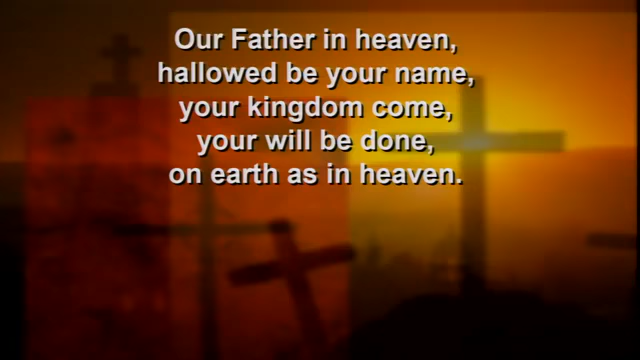 Our Father in heaven,
hallowed be your name,
your kingdom come,
your will be done,
on earth as in heaven.